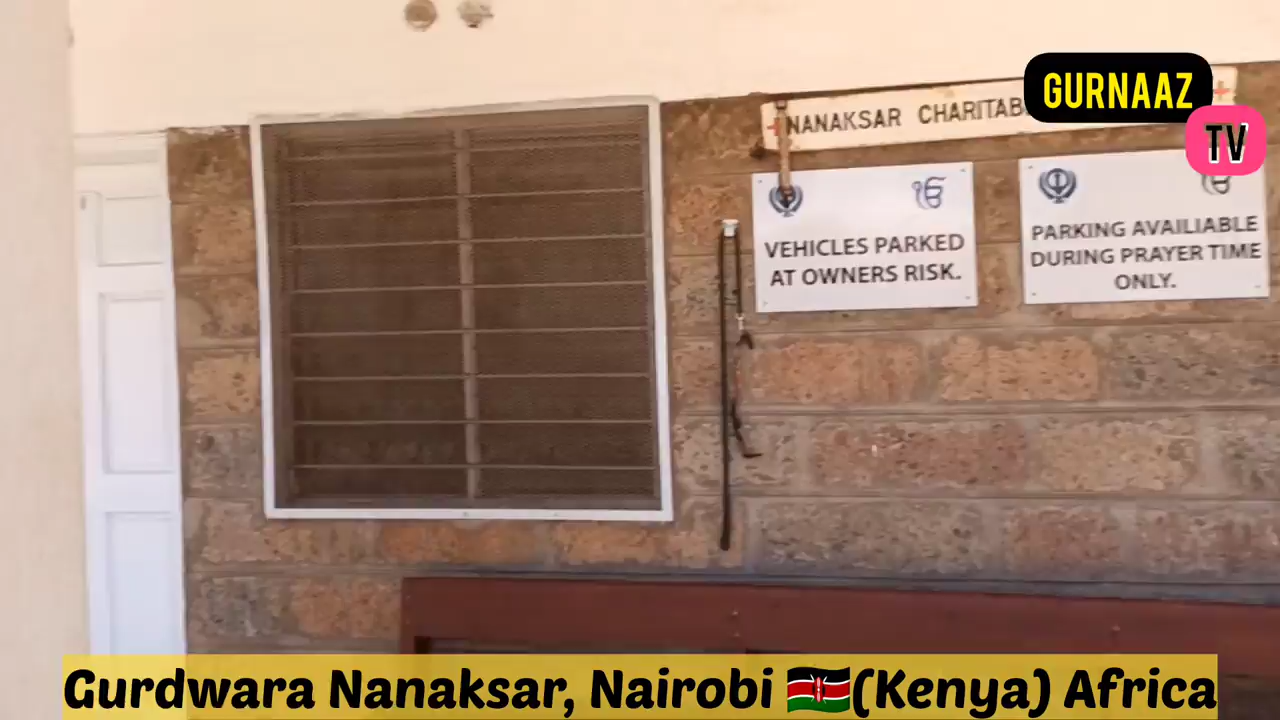 GURNAAZ
TV
NANAKSAR CHARITAB
VEHICLES PARKED
AT OWNERS RISK.
ੴ
PARKING AVAILIABLE
DURING PRAYER TIME
ONLY.
ੴ
Gurdwara Nanaksar, Nairobi 🇰🇪(Kenya) Africa